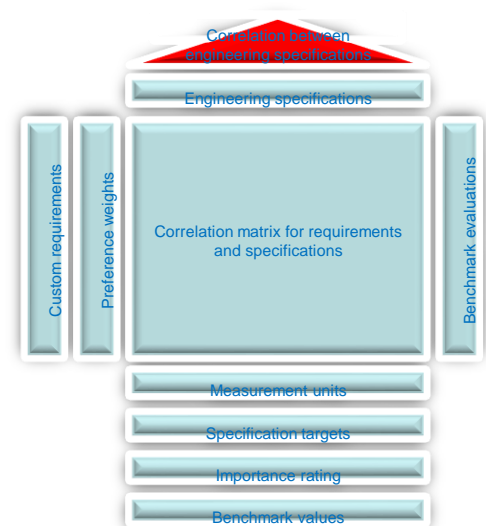 Correlation between
engineering specifications
Engineering specifications
Custom requirements
Preference weights
Correlation matrix for requirements
and specifications
Benchmark evaluations
Measurement units
Specification targets
Importance rating
Benchmark values